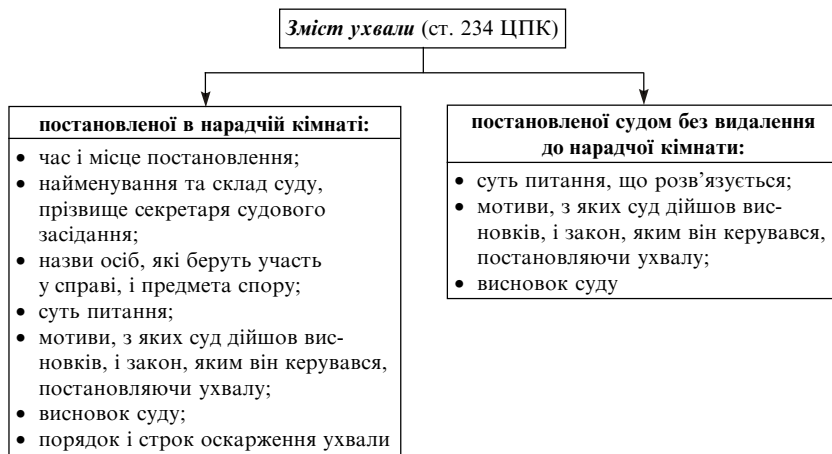 Зміст ухвали (ст. 234 ЦПК)
постановленої в нарадчій кімнаті:
• час і місце постановлення;
• найменування та склад суду,
прізвище секретаря судового
засідання;
• назви осіб, які беруть участь
у справі, і предмета спору;
• суть питання;
• мотиви, з яких суд дійшов вис-
новків, і закон, яким він керувався,
постановляючи ухвалу;
• висновок суду;
• порядок і строк оскарження ухвали
постановленої судом без видалення
до нарадчої кімнати:
• суть питання, що розв'язується;
• мотиви, з яких суд дійшов вис-
новків, і закон, яким він керувався,
постановляючи ухвалу;
• висновок суду